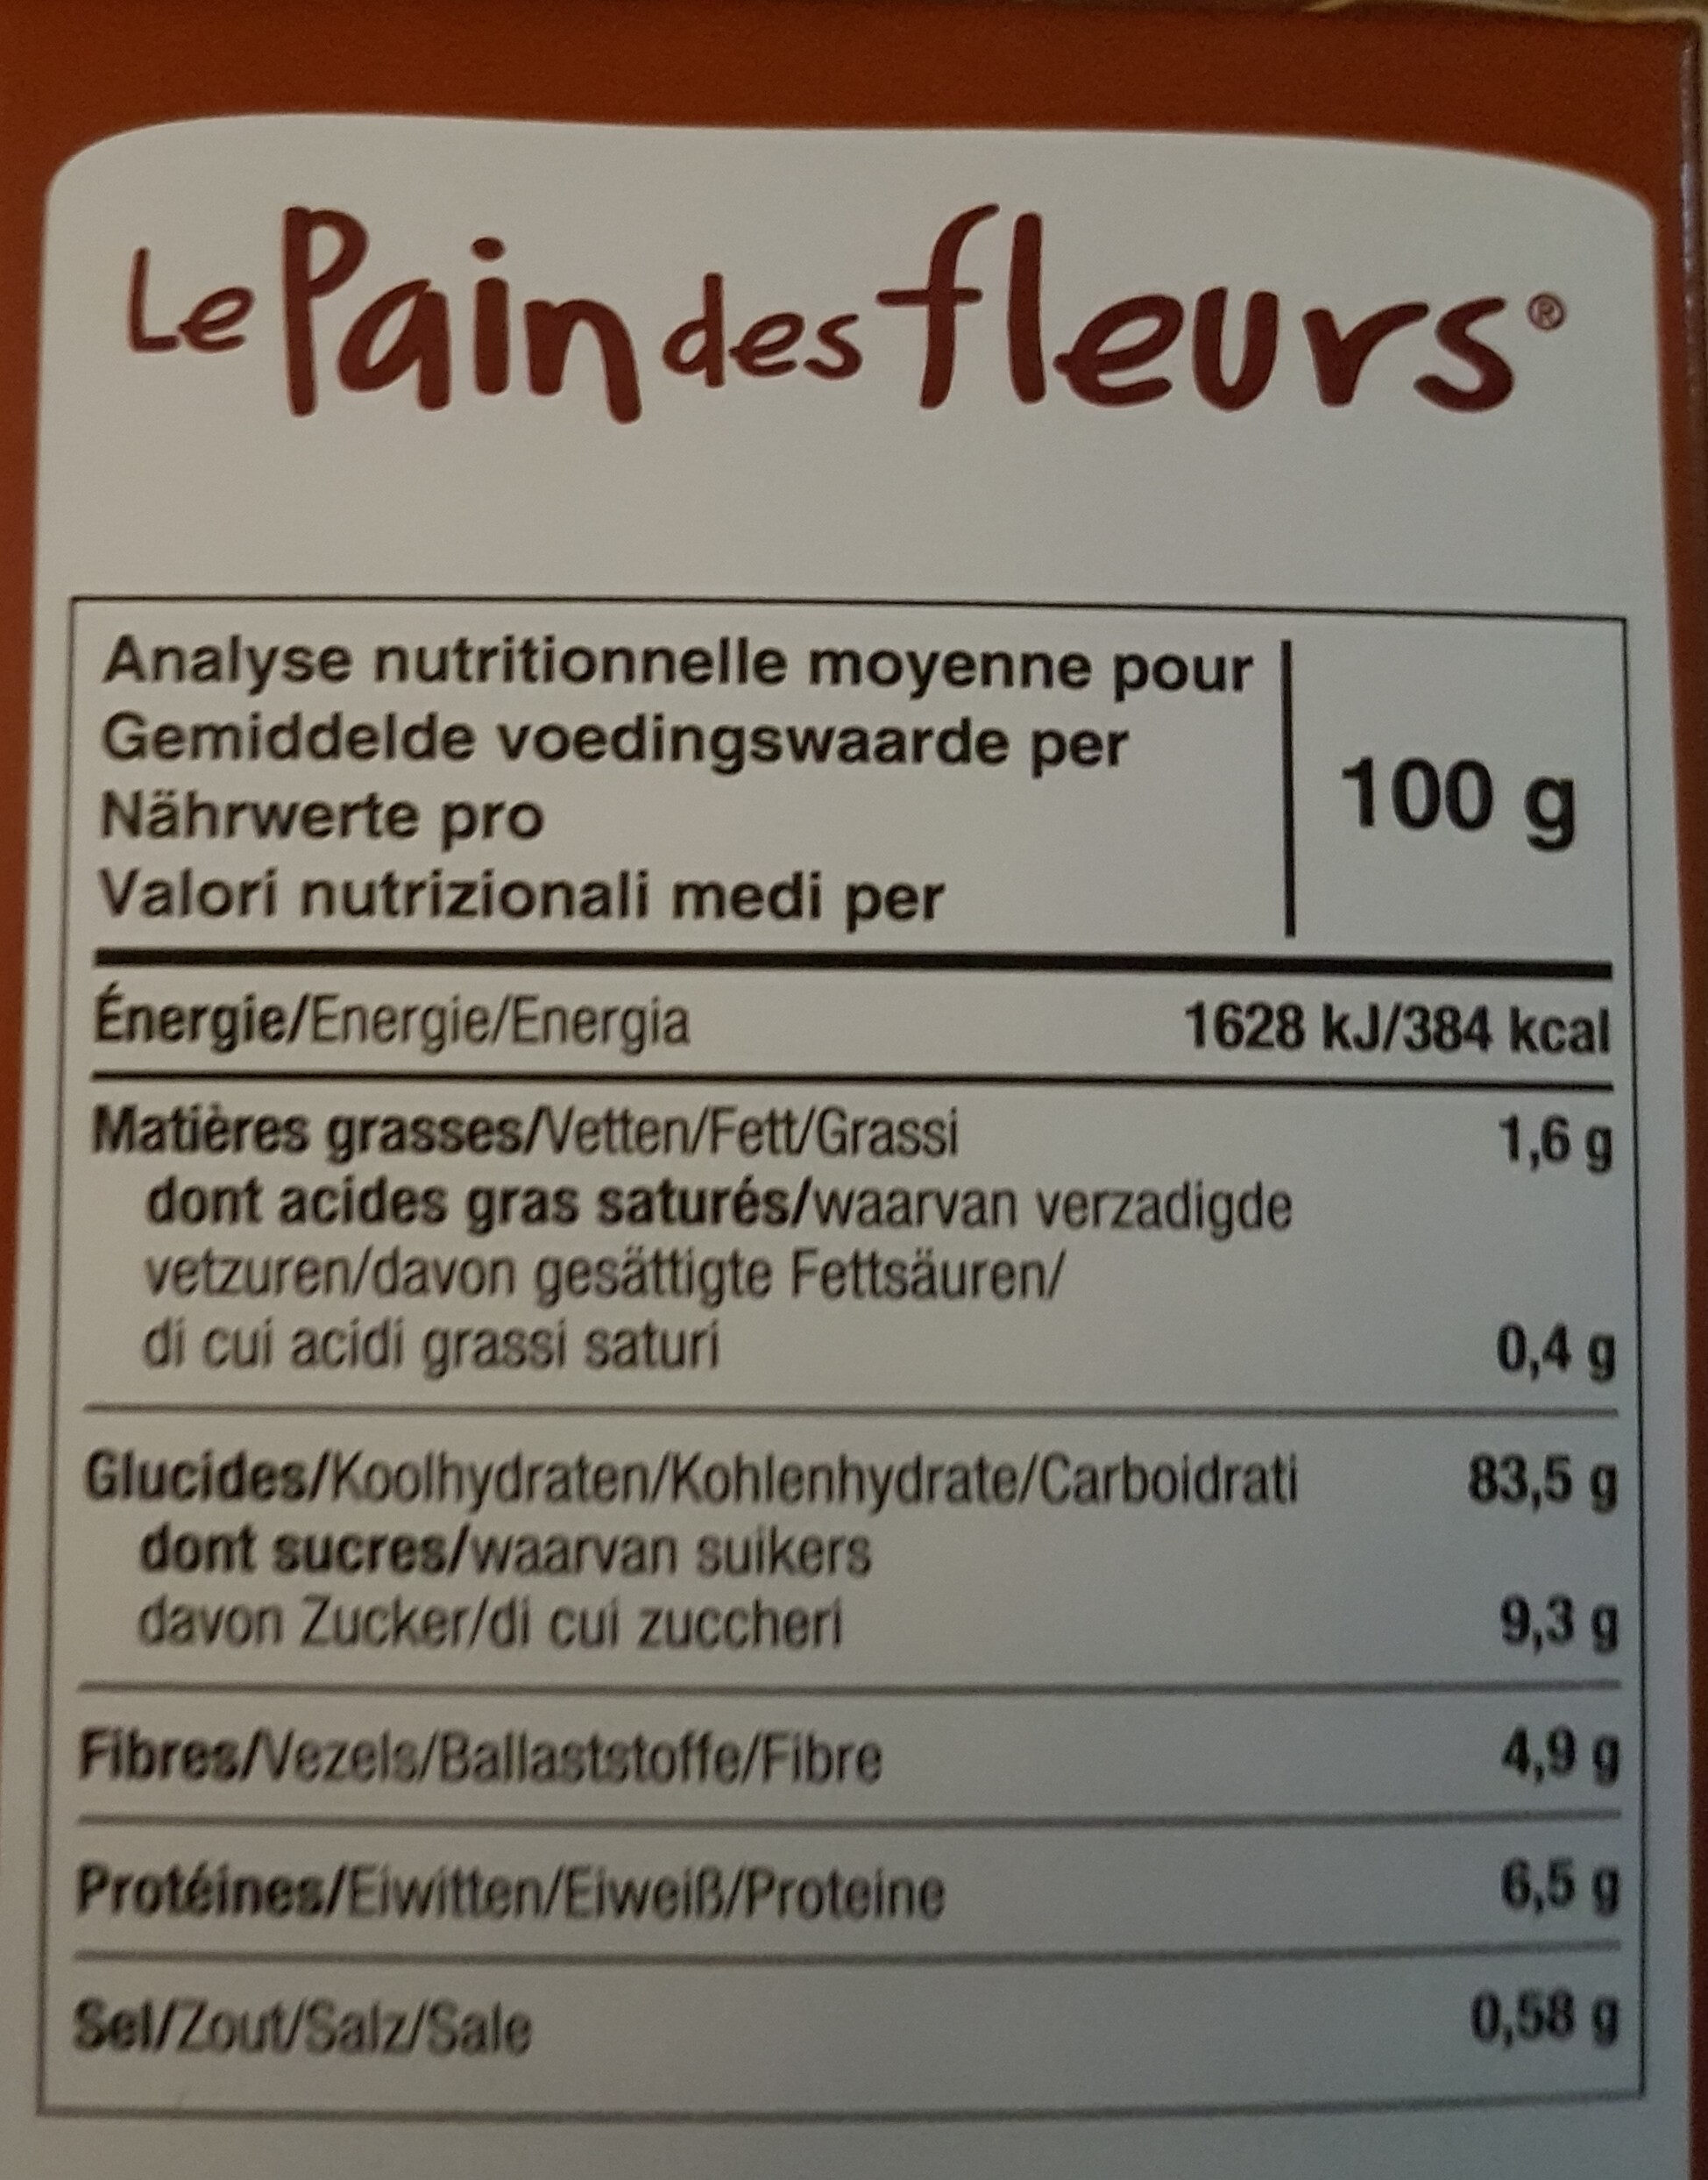 Le Pain des fleurs®
Analyse nutritionnelle moyenne pour
Gemiddelde voedingswaarde per
Nährwerte pro
Valori nutrizionali medi per
100 g
Énergie/Energie/Energia 1628 kJ/384 kcal
Matières grasses/Vetten/Fett/Grassi 1,6 g
dont acides gras saturés/waarvan verzadigde
vetzuren/davon gesättigte Fettsäuren/
di cui acidi grassi saturi 0,4 g
Glucides/Koolhydraten/Kohlenhydrate/Carboidrati 83,5 g
dont sucres/waarvan suikers
davon Zucker/di cui zuccheri 9,3 g
Fibres/Vezels/Ballaststoffe/Fibre 4,9 g
Protéines/Eiwitten/Eiweiß/Proteine 6,5 g
Sel/Zout/Salz/Sale 0,58 g